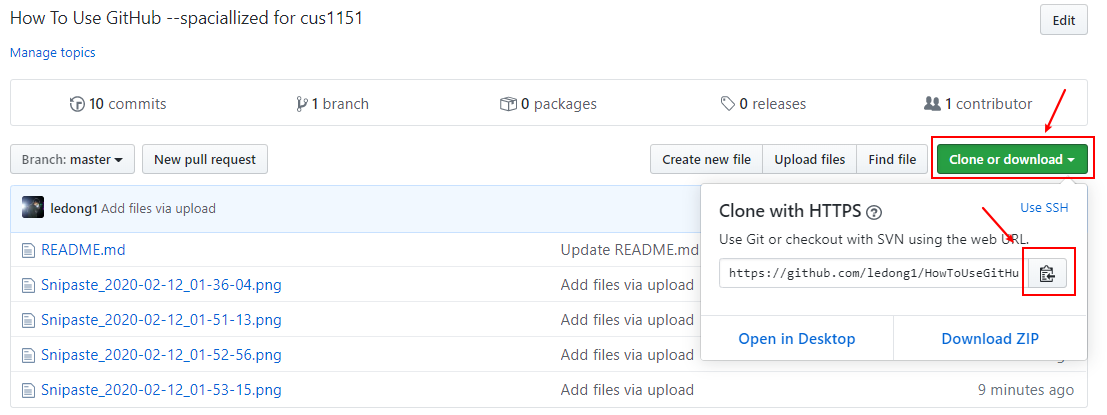 How To Use GitHub --spaciallized for cus1151
Edit
Manage topics
10 commits
1 branch
0 packages
0 releases
1 contributor
Branch: master
New pull request
Create new file
Upload files
Find file
Clone or download
ledong1 Add files via upload
Clone with HTTPS
Use SSH
Use Git or checkout with SVN using the web URL.
https://github.com/ledong1/HowToUseGitHu
Open in Desktop
Download ZIP
README.md
Update README.md
Snipaste_2020-02-12_01-36-04.png
Add files via upload
Snipaste_2020-02-12_01-51-13.png
Add files via upload
Snipaste_2020-02-12_01-52-56.png
Add files via upload
Snipaste_2020-02-12_01-53-15.png
Add files via upload
9 minutes ago